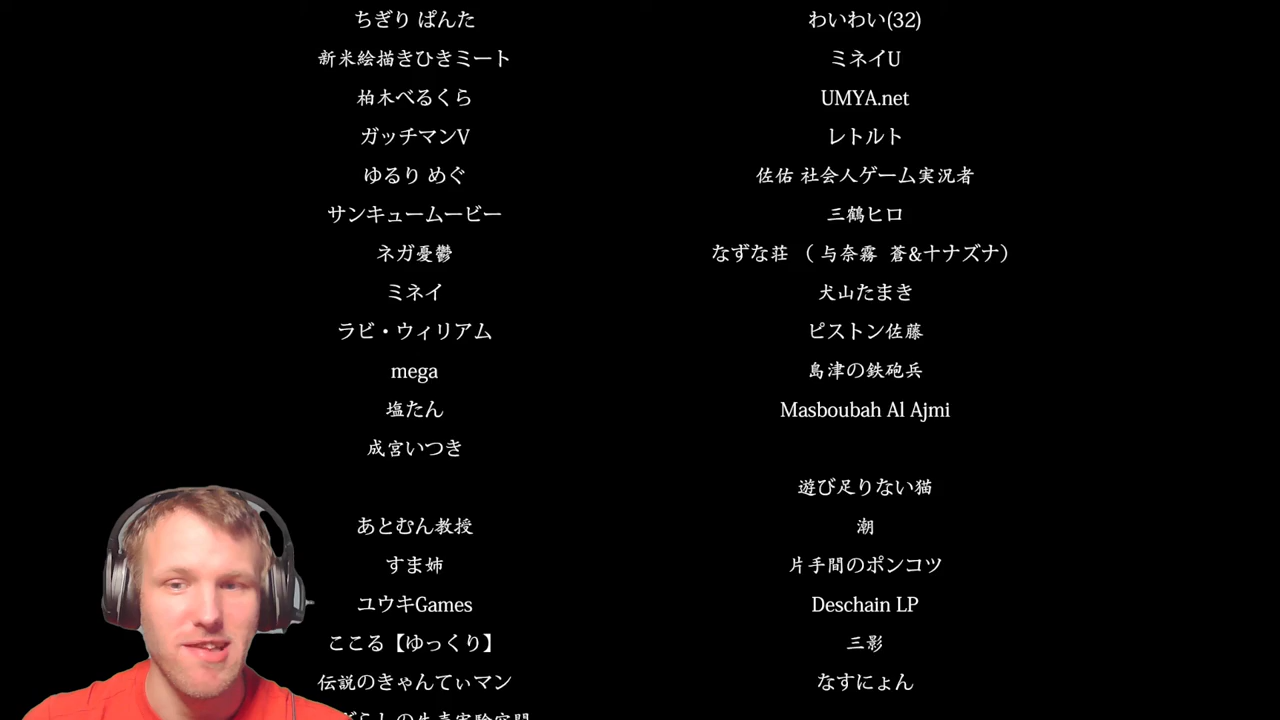 ちぎり ぱんた
わいわい(32)
新米絵描きひきミート
ミネイU
柏木べるくら
UMYA.net
ガッチマンV
レトルト
ゆるり めぐ
佐佑 社会人ゲーム実況者
サンキュームービー
三鶴ヒロ
ネガ憂鬱
なずな荘 （ 与奈霧 蒼&ナナズナ）
ミネイ
犬山たまき
ラビ・ウィリアム
ピストン佐藤
mega
島津の鉄砲兵
塩たん
Masboubah Al Ajmi
成宮いつき
遊び足りない猫
あとむん教授
潮
すま姉
片手間のポンコツ
ユウキGames
Deschain LP
ここる【ゆっくり】
三影
伝説のきゃんてぃマン
なすにょん